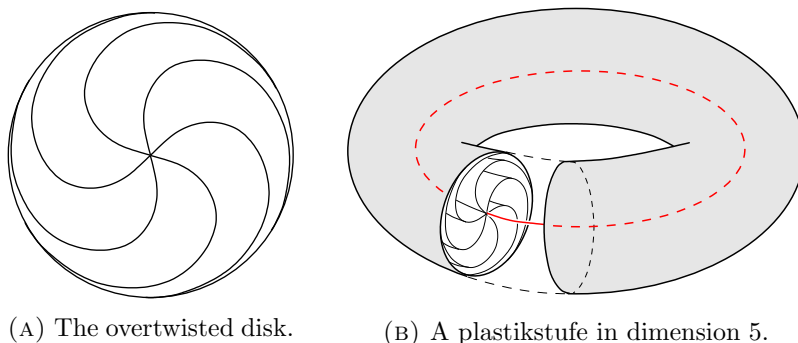 (A) The overtwisted disk.
(B) A plastikstufe in dimension 5.